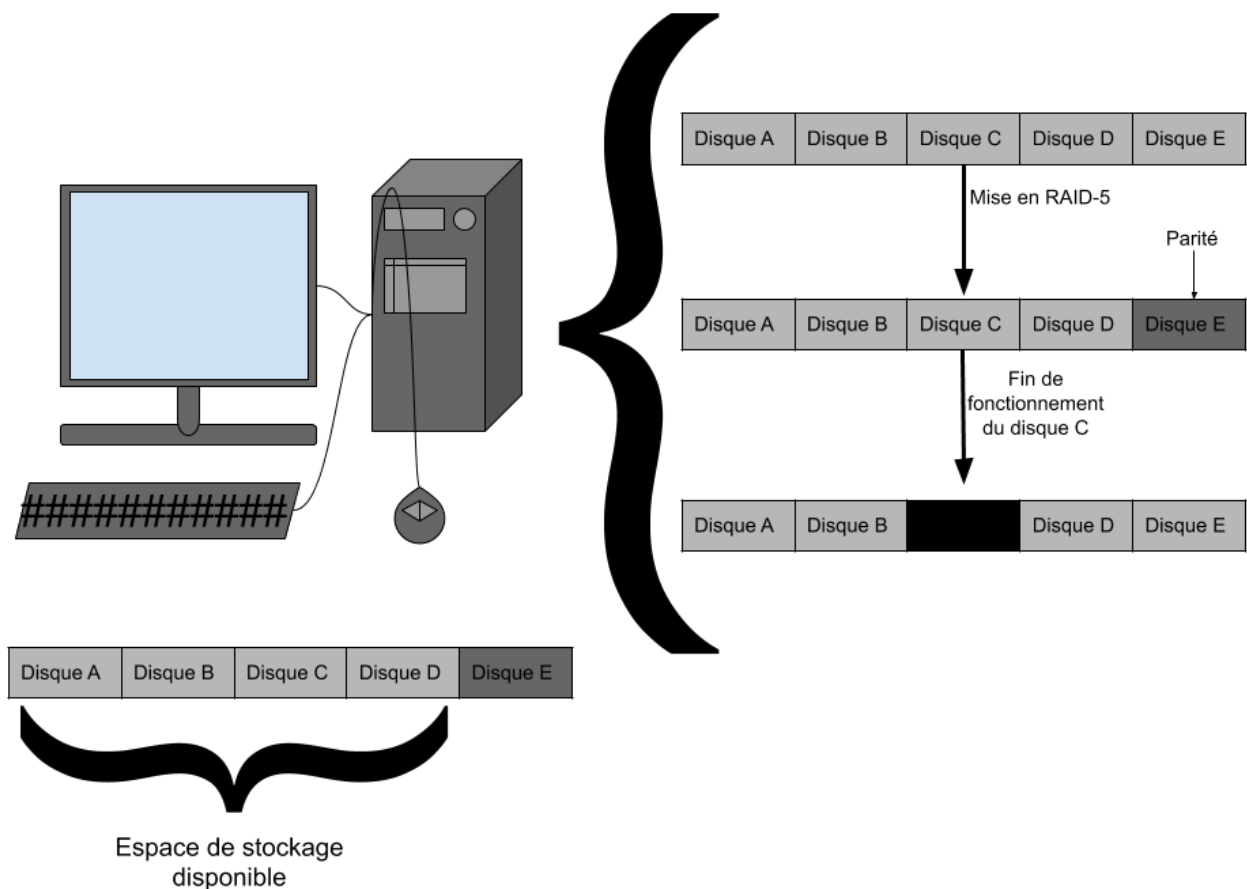 Disque A Disque B Disque C Disque D Disque E
Mise en RAID-5
Parité
Disque A Disque B Disque C Disque D Disque E
Fin de
fonctionnement
du disque C
Disque A Disque B Disque D Disque E
Disque A Disque B Disque C Disque D Disque E
Espace de stockage
disponible